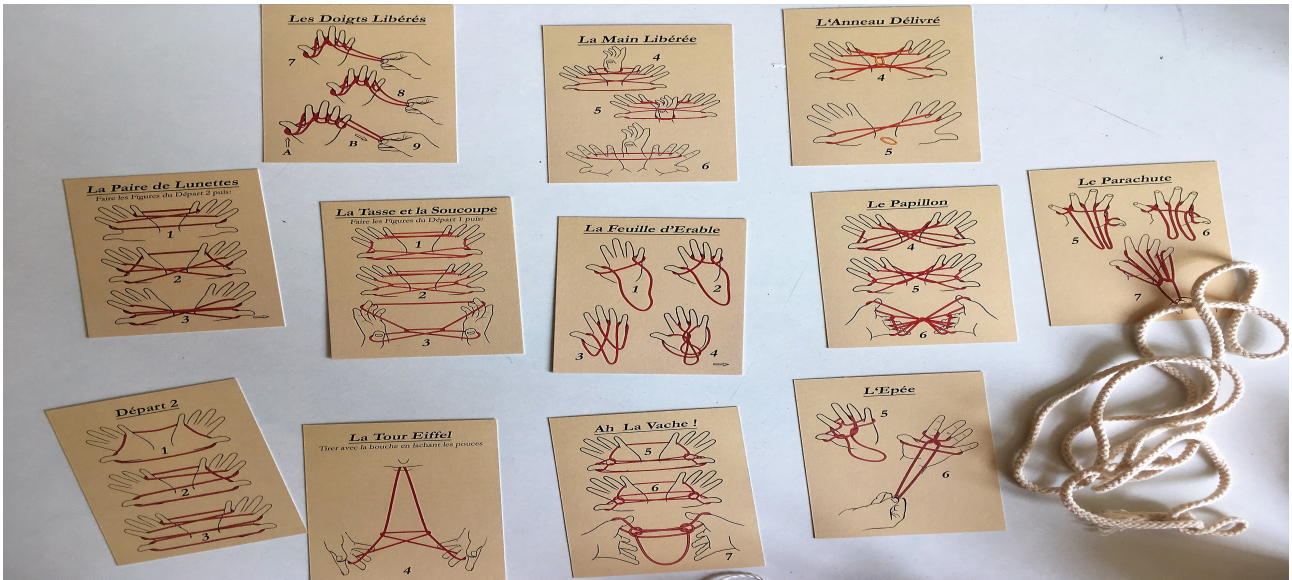 Les Doigts Libérés
7
8
A
B
9
La Main Libérée
4
5
6
L'Anneau Délivré
4
5
La Paire de Lunettes
Faire les Figures du Départ 2 puis:
1
2
3
La Tasse et la Soucoupe
Faire les Figures du Départ 1 puis:
1
2
3
La Feuille d'Erable
1
2
3
4
Le Papillon
4
5
6
Le Parachute
5
6
7
Départ 2
1
2
3
La Tour Eiffel
Tirer avec la bouche en lachant les pouces
4
Ah La Vache !
5
6
7
L'Epée
5
6